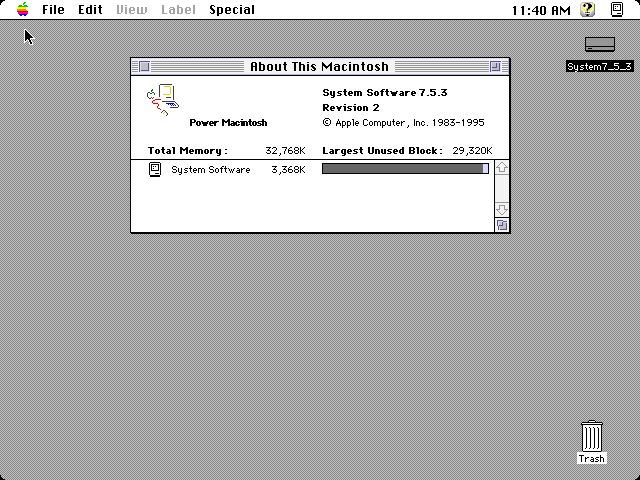 File Edit View Label Special 11:40 AM
System7_5_3
About This Macintosh
System Software 7.5.3
Revision 2
Power Macintosh
© Apple Computer, Inc. 1983-1995
Total Memory : 32,768K
Largest Unused Block : 29,320K
System Software 3,368K
Trash